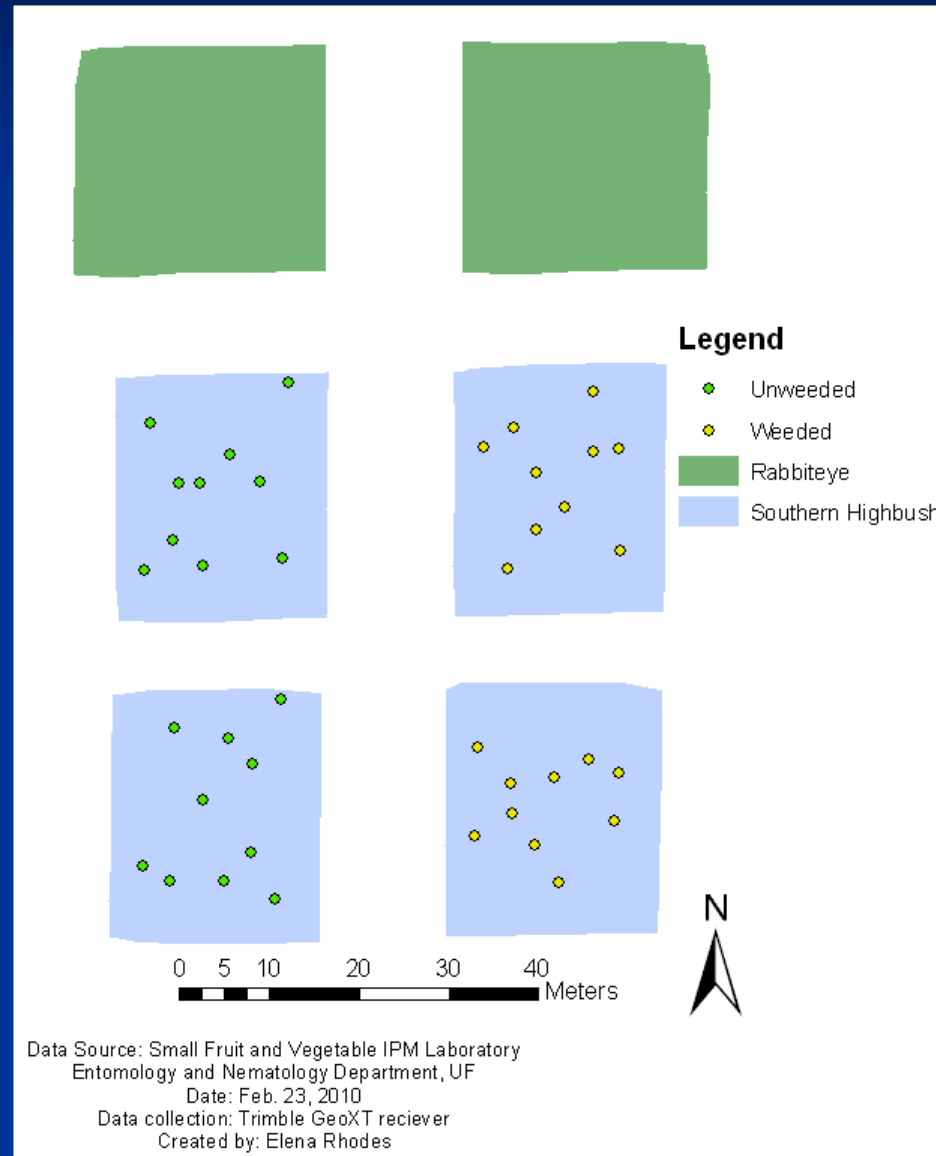 Legend
Unweeded
Weeded
Rabbiteye
Southern Highbush
N
0 5 10 20 30 40
Meters
Data Source: Small Fruit and Vegetable IPM Laboratory
Entomology and Nematology Department, UF
Date: Feb. 23, 2010
Data collection: Trimble GeoXT reciever
Created by: Elena Rhodes